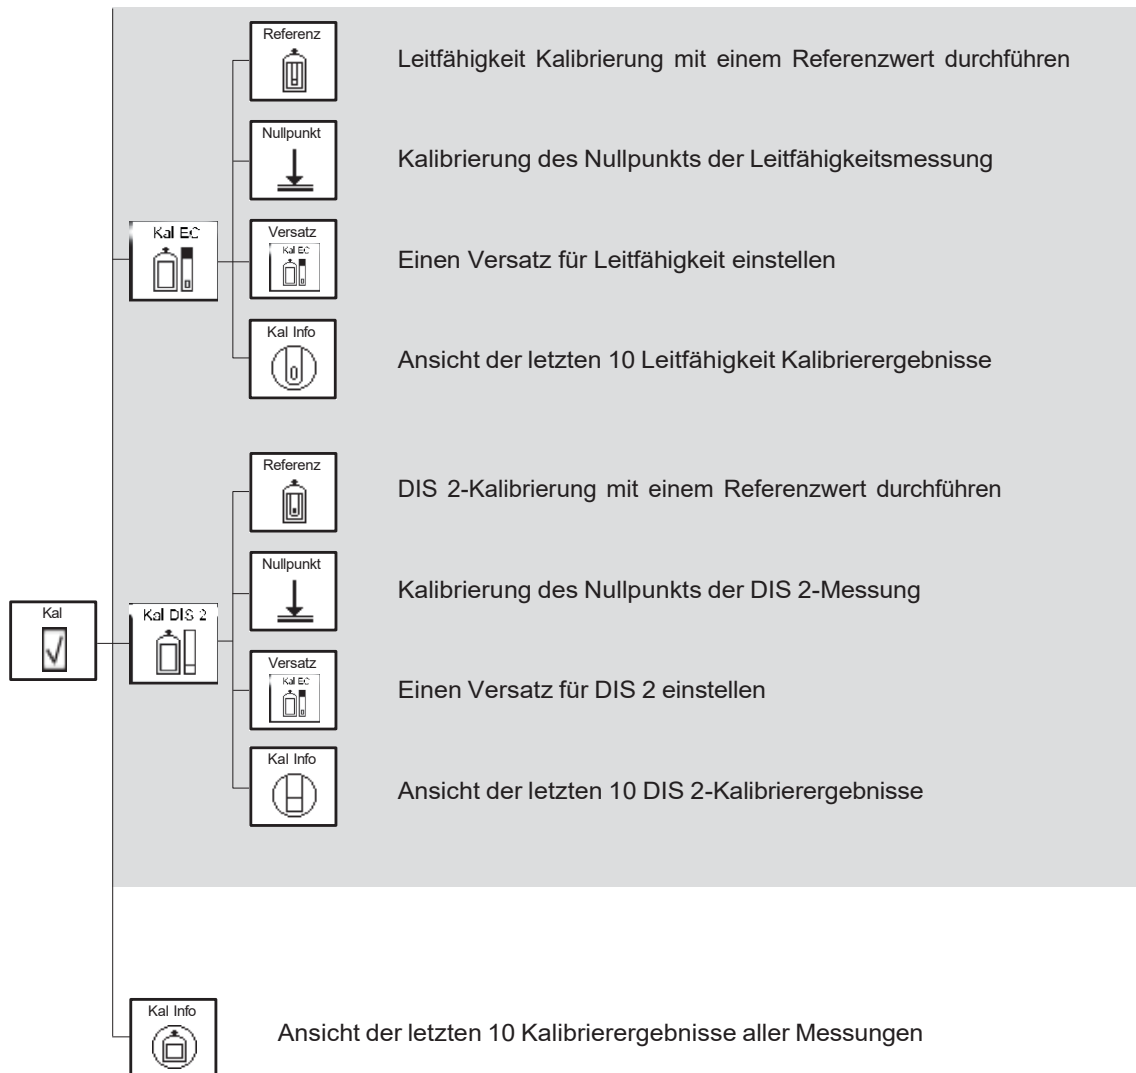 Referenz
Leitfähigkeit Kalibrierung mit einem Referenzwert durchführen
Nullpunkt
Kalibrierung des Nullpunkts der Leitfähigkeitsmessung
Kal EC
Versatz
Kal EC
Einen Versatz für Leitfähigkeit einstellen
Kal Info
Ansicht der letzten 10 Leitfähigkeit Kalibrierergebnisse
Referenz
DIS 2-Kalibrierung mit einem Referenzwert durchführen
Nullpunkt
Kalibrierung des Nullpunkts der DIS 2-Messung
Kal
Kal DIS 2
Versatz
Kal EC
Einen Versatz für DIS 2 einstellen
Kal Info
Ansicht der letzten 10 DIS 2-Kalibrierergebnisse
Kal Info
Ansicht der letzten 10 Kalibrierergebnisse aller Messungen